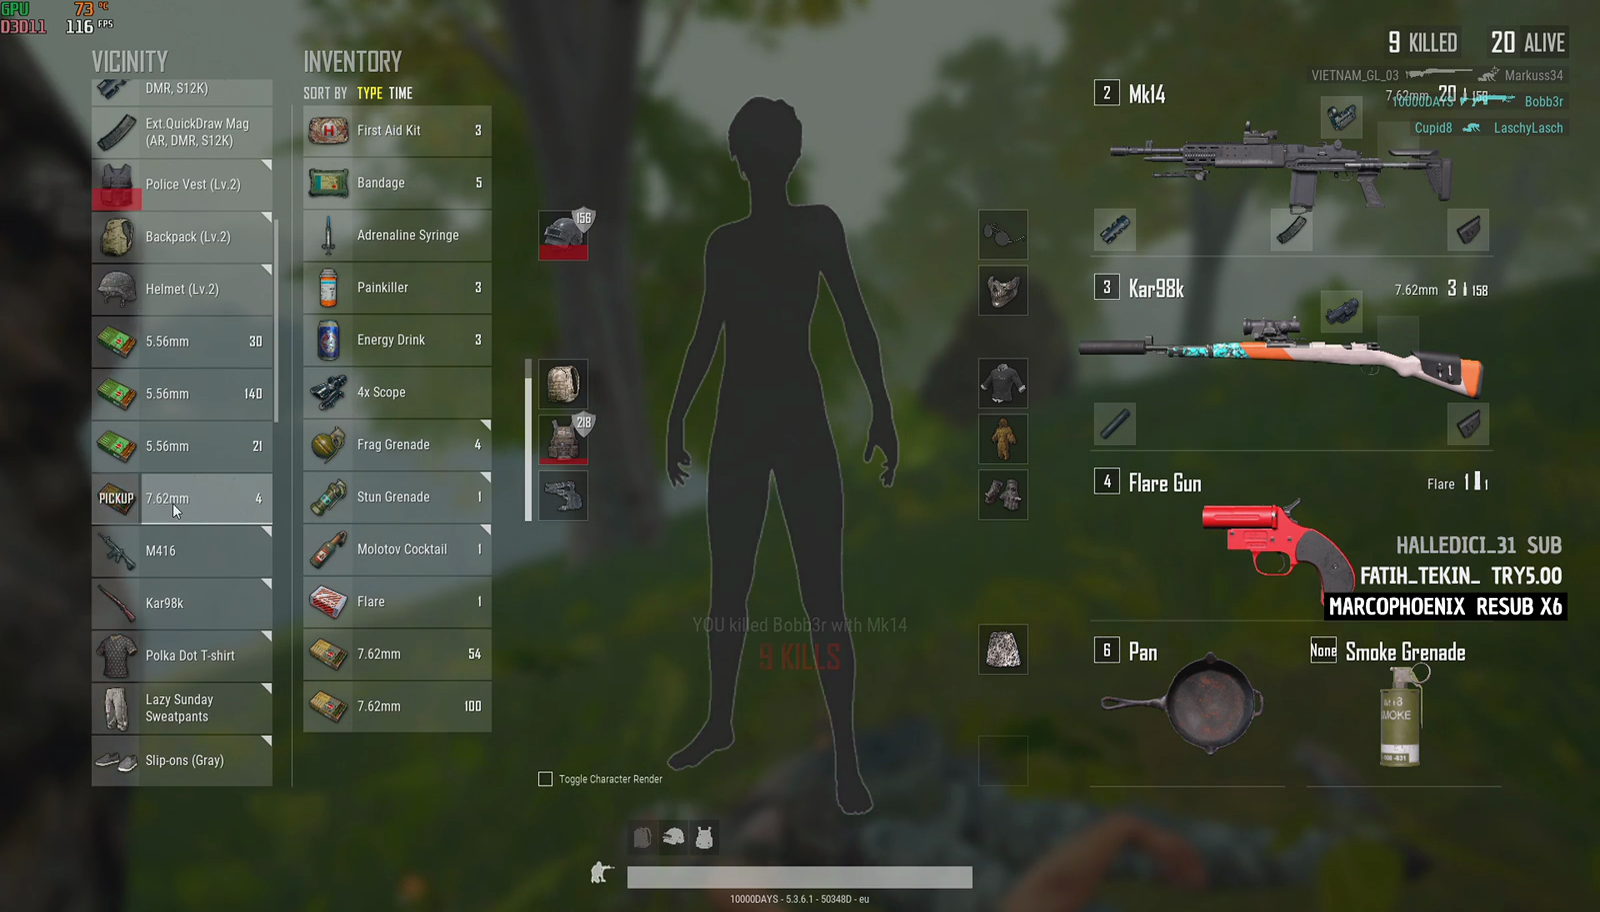 GPU 73 °C
D3D11 116 FPS
VICINITY
DMR, S12K)
Ext.QuickDraw Mag
(AR, DMR, S12K)
Police Vest (Lv.2)
Backpack (Lv.2)
Helmet (Lv.2)
5.56mm 30
5.56mm 140
5.56mm 21
PICKUP 7.62mm 4
M416
Kar98k
Polka Dot T-shirt
Lazy Sunday
Sweatpants
Slip-ons (Gray)
INVENTORY
SORT BY TYPE TIME
First Aid Kit 3
Bandage 5
Adrenaline Syringe
Painkiller 3
Energy Drink 3
4x Scope
Frag Grenade 4
Stun Grenade 1
Molotov Cocktail 1
Flare 1
7.62mm 54
7.62mm 100
156
218
YOU killed Bobb3r with Mk14
9 KILLS
Toggle Character Render
10000DAYS - 5.3.6.1 - 50348D - eu
9 KILLED 20 ALIVE
VIETNAM_GL_03 Markuss34
10000DAYS Bobb3r
Cupid8 LaschyLasch
2 Mk14 7.62mm 20 158
3 Kar98k 7.62mm 3 158
4 Flare Gun Flare 1 1
HALLEDICI_31 SUB
FATIH_TEKIN_ TRY5.00
MARCOPHOENIX RESUB X6
6 Pan
None Smoke Grenade
SMOKE